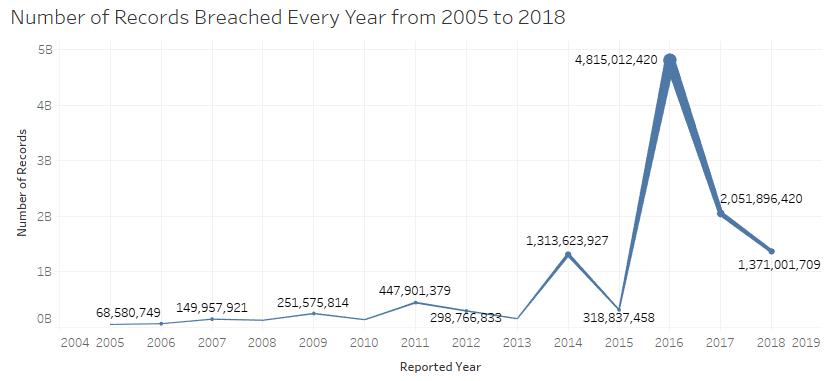 Number of Records Breached Every Year from 2005 to 2018
5B
4,815,012,420
4B
3B
Number of Records
2,051,896,420
2B
1,313,623,927
1,371,001,709
1B
447,901,379
251,575,814
149,957,921
68,580,749
298,766,833
318,837,458
0B
2004 2005 2006 2007 2008 2009 2010 2011 2012 2013 2014 2015 2016 2017 2018 2019
Reported Year